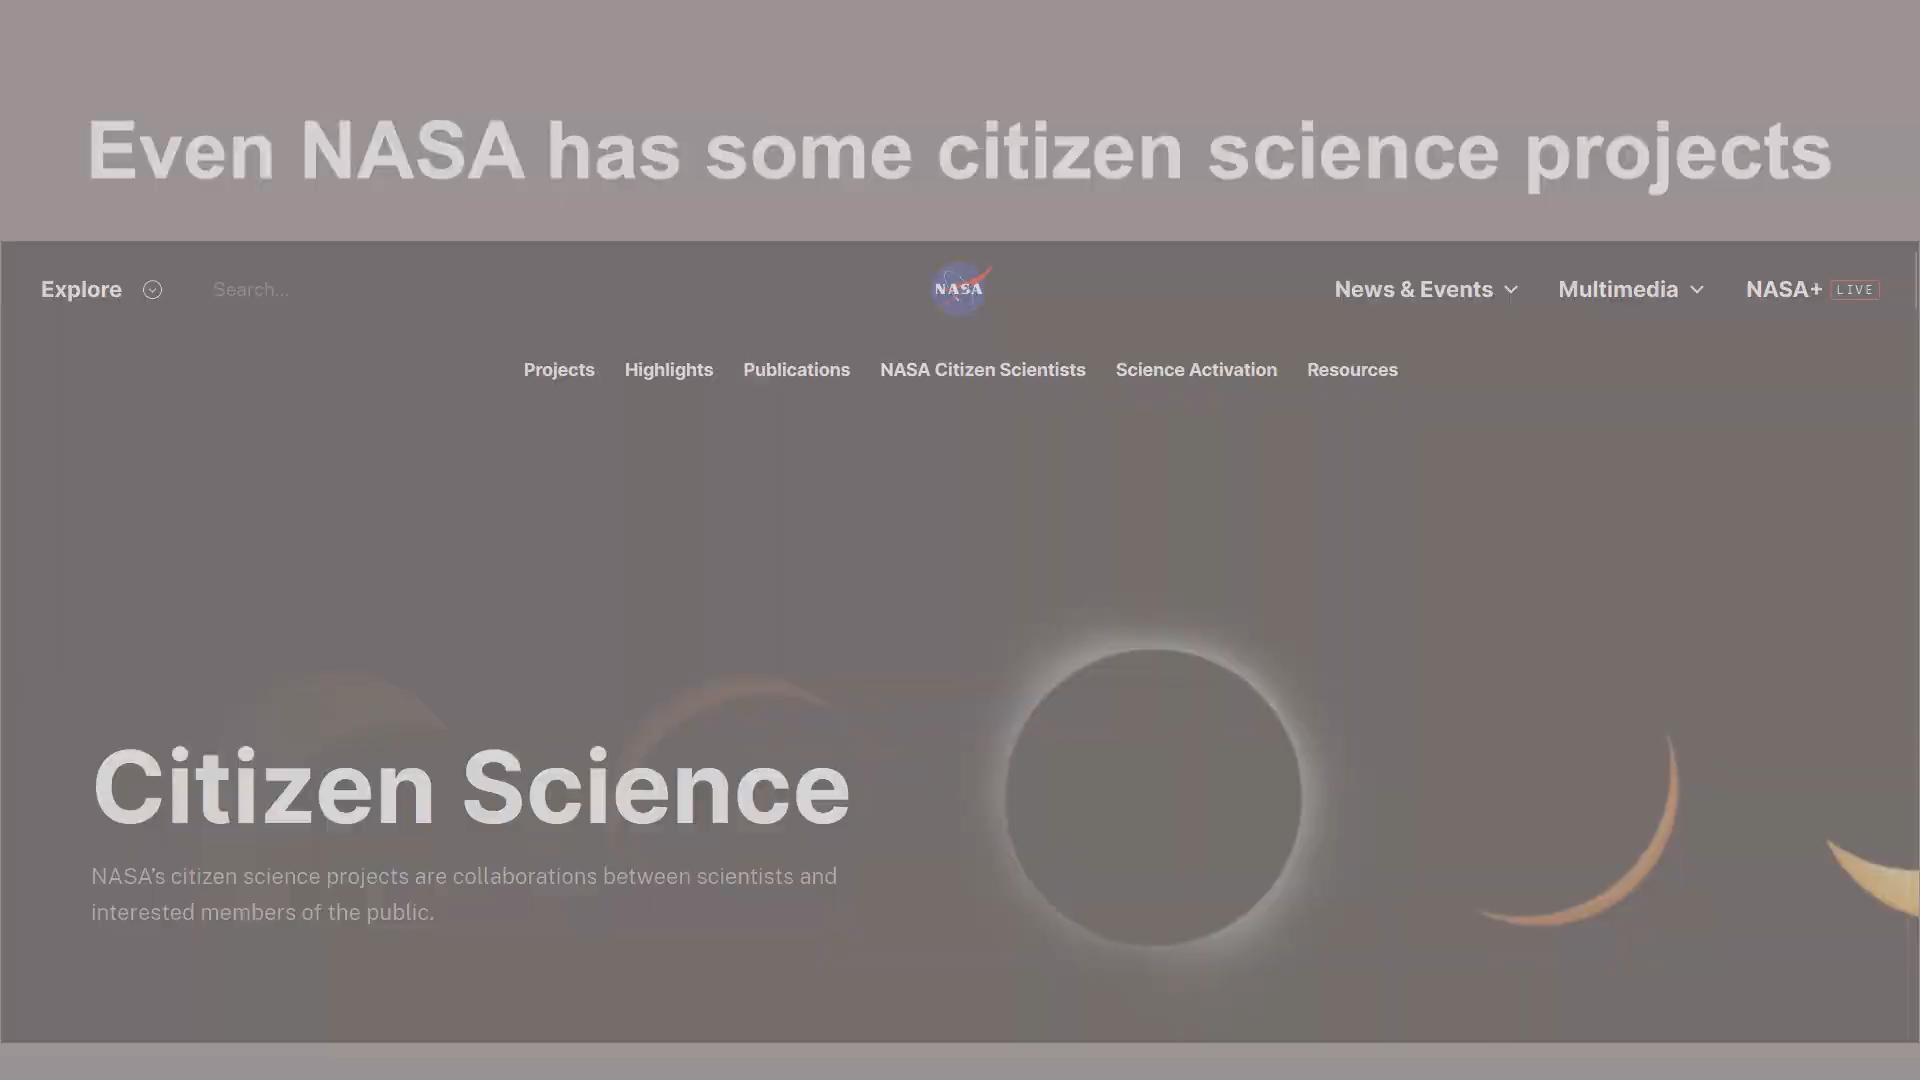 Even NASA has some citizen science projects
Explore
Search...
NASA
News & Events
Multimedia
NASA+ LIVE
Projects
Highlights
Publications
NASA Citizen Scientists
Science Activation
Resources
Citizen Science
NASA's citizen science projects are collaborations between scientists and
interested members of the public.